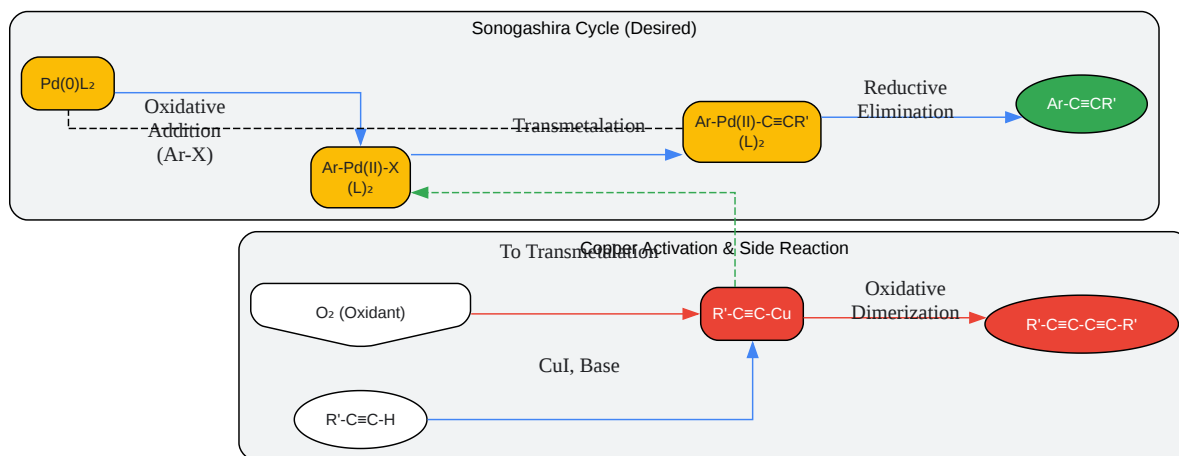 Sonogashira Cycle (Desired)
Pd(0)L₂
Oxidative
Addition
(Ar-X)
Ar-Pd(II)-X
(L)₂
Transmetalation
Ar-Pd(II)-C≡CR'
(L)₂
Reductive
Elimination
Ar-C≡CR'
Copper Activation & Side Reaction
To Transmetalation
O₂ (Oxidant)
R'-C≡C-Cu
Oxidative
Dimerization
R'-C≡C-C≡C-R'
CuI, Base
R'-C≡C-H